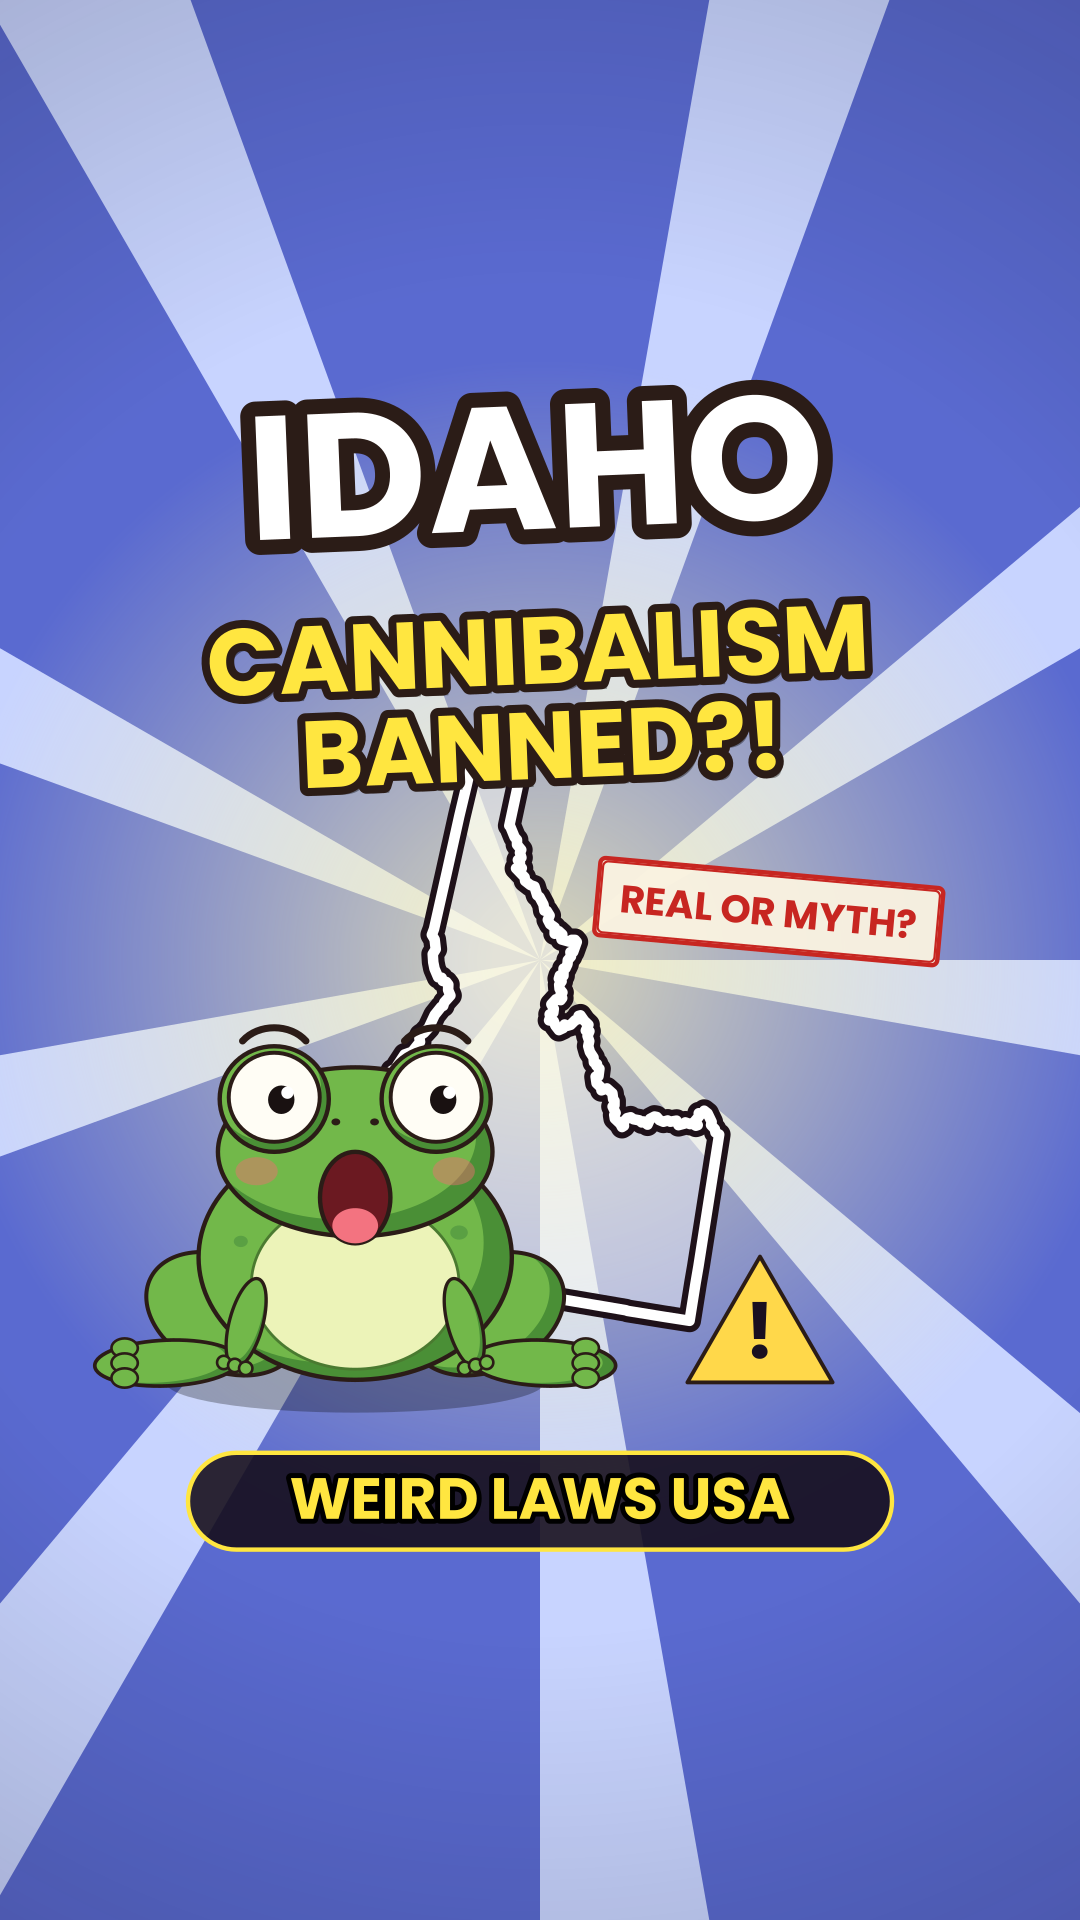 IDAHO
CANNIBALISM
BANNED?!
REAL OR MYTH?
!
WEIRD LAWS USA